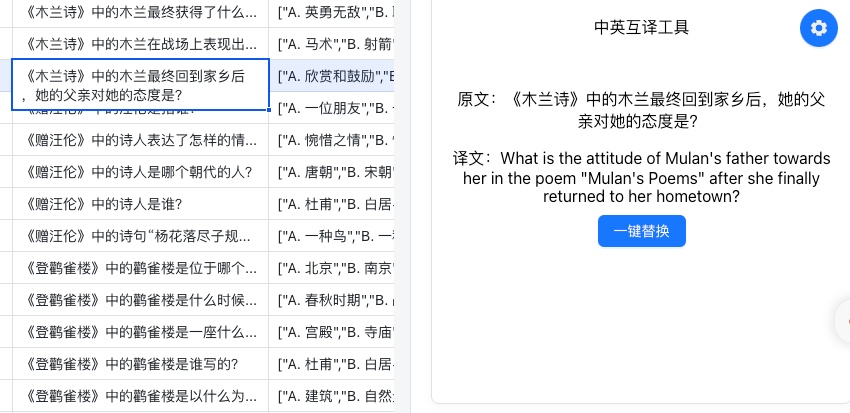 《木兰诗》中的木兰最终获得了什么... ["A. 英勇无敌","B.
《木兰诗》中的木兰在战场上表现出... ["A. 马术","B. 射箭
《木兰诗》中的木兰最终回到家乡后
，她的父亲对她的态度是？ ["A. 欣赏和鼓励","B
["A. 一位朋友","B.
《赠汪伦》中的诗人表达了怎样的情... ["A. 惋惜之情","B.
《赠汪伦》中的诗人是哪个朝代的人? ["A. 唐朝","B. 宋朝
《赠汪伦》中的诗人是谁? ["A. 杜甫","B. 白居
《赠汪伦》中的诗句“杨花落尽子规... ["A. 一种鸟","B. 一
《登鹳雀楼》中的鹳雀楼是位于哪个... ["A. 北京","B. 南京
《登鹳雀楼》中的鹳雀楼是什么时候... ["A. 春秋时期","B.
《登鹳雀楼》中的鹳雀楼是一座什么... ["A. 宫殿","B. 寺庙
《登鹳雀楼》中的鹳雀楼是谁写的? ["A. 杜甫","B. 白居
《登鹳雀楼》中的鹳雀楼是以什么为... ["A. 建筑","B. 自然
中英互译工具
原文：《木兰诗》中的木兰最终回到家乡后，她的父
亲对她的态度是？
译文：What is the attitude of Mulan's father towards
her in the poem "Mulan's Poems" after she finally
returned to her hometown?
一键替换